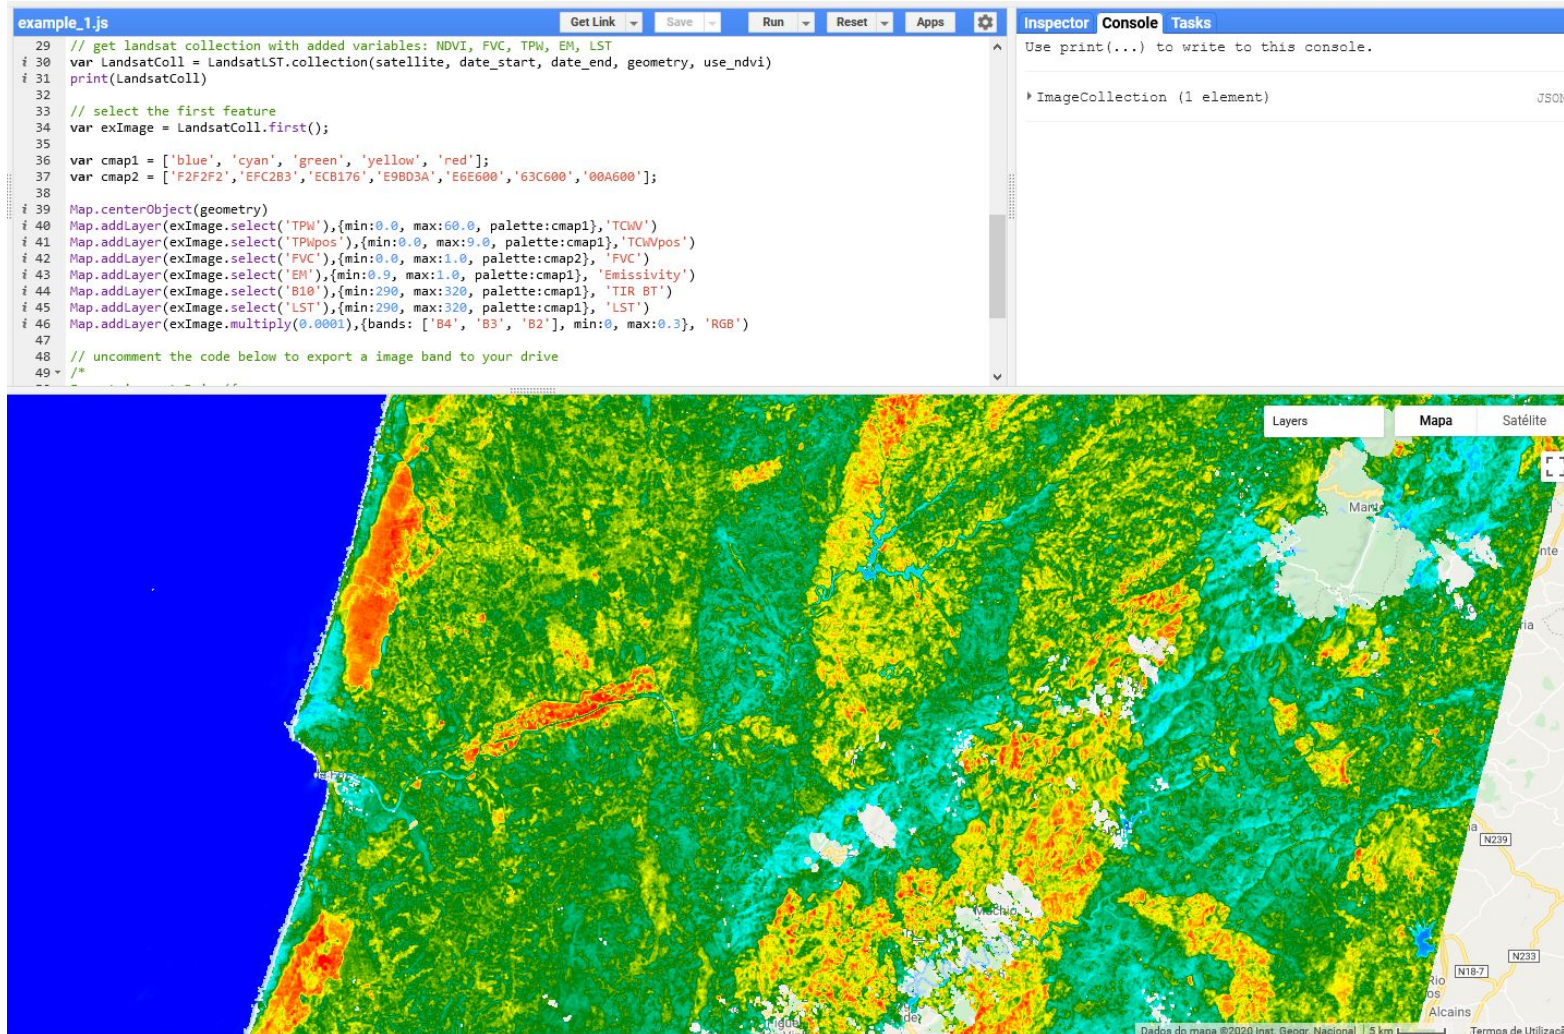 example_1.js
Get Link
Save
Run
Reset
Apps
29 // get landsat collection with added variables: NDVI, FVC, TPW, EM, LST
i 30 var LandsatColl = LandsatLST.collection(satellite, date_start, date_end, geometry, use_ndvi)
i 31 print(LandsatColl)
32
33 // select the first feature
34 var exImage = LandsatColl.first();
35
36 var cmap1 = ['blue', 'cyan', 'green', 'yellow', 'red'];
37 var cmap2 = ['F2F2F2','EFC2B3','ECB176','E9BD3A','E6E600','63C600','00A600'];
38
i 39 Map.centerObject(geometry)
i 40 Map.addLayer(exImage.select('TPW'),{min:0.0, max:60.0, palette:cmap1},'TCWV')
i 41 Map.addLayer(exImage.select('TPWpos'),{min:0.0, max:9.0, palette:cmap1},'TCWVpos')
i 42 Map.addLayer(exImage.select('FVC'),{min:0.0, max:1.0, palette:cmap2}, 'FVC')
i 43 Map.addLayer(exImage.select('EM'),{min:0.9, max:1.0, palette:cmap1}, 'Emissivity')
i 44 Map.addLayer(exImage.select('B10'),{min:290, max:320, palette:cmap1}, 'TIR BT')
i 45 Map.addLayer(exImage.select('LST'),{min:290, max:320, palette:cmap1}, 'LST')
i 46 Map.addLayer(exImage.multiply(0.0001),{bands: ['B4', 'B3', 'B2'], min:0, max:0.3}, 'RGB')
47
48 // uncomment the code below to export a image band to your drive
49 /*
Inspector Console Tasks
Use print(...) to write to this console.
ImageCollection (1 element)
JSON
Layers
Mapa
Satélite
Mante
nte
ria
a
N239
Machio
N233
N18-7
Rio
os
Alcains
Dados do mapa ©2020 Inst. Geogr. Nacional
5 km
Termos de Utilizaç